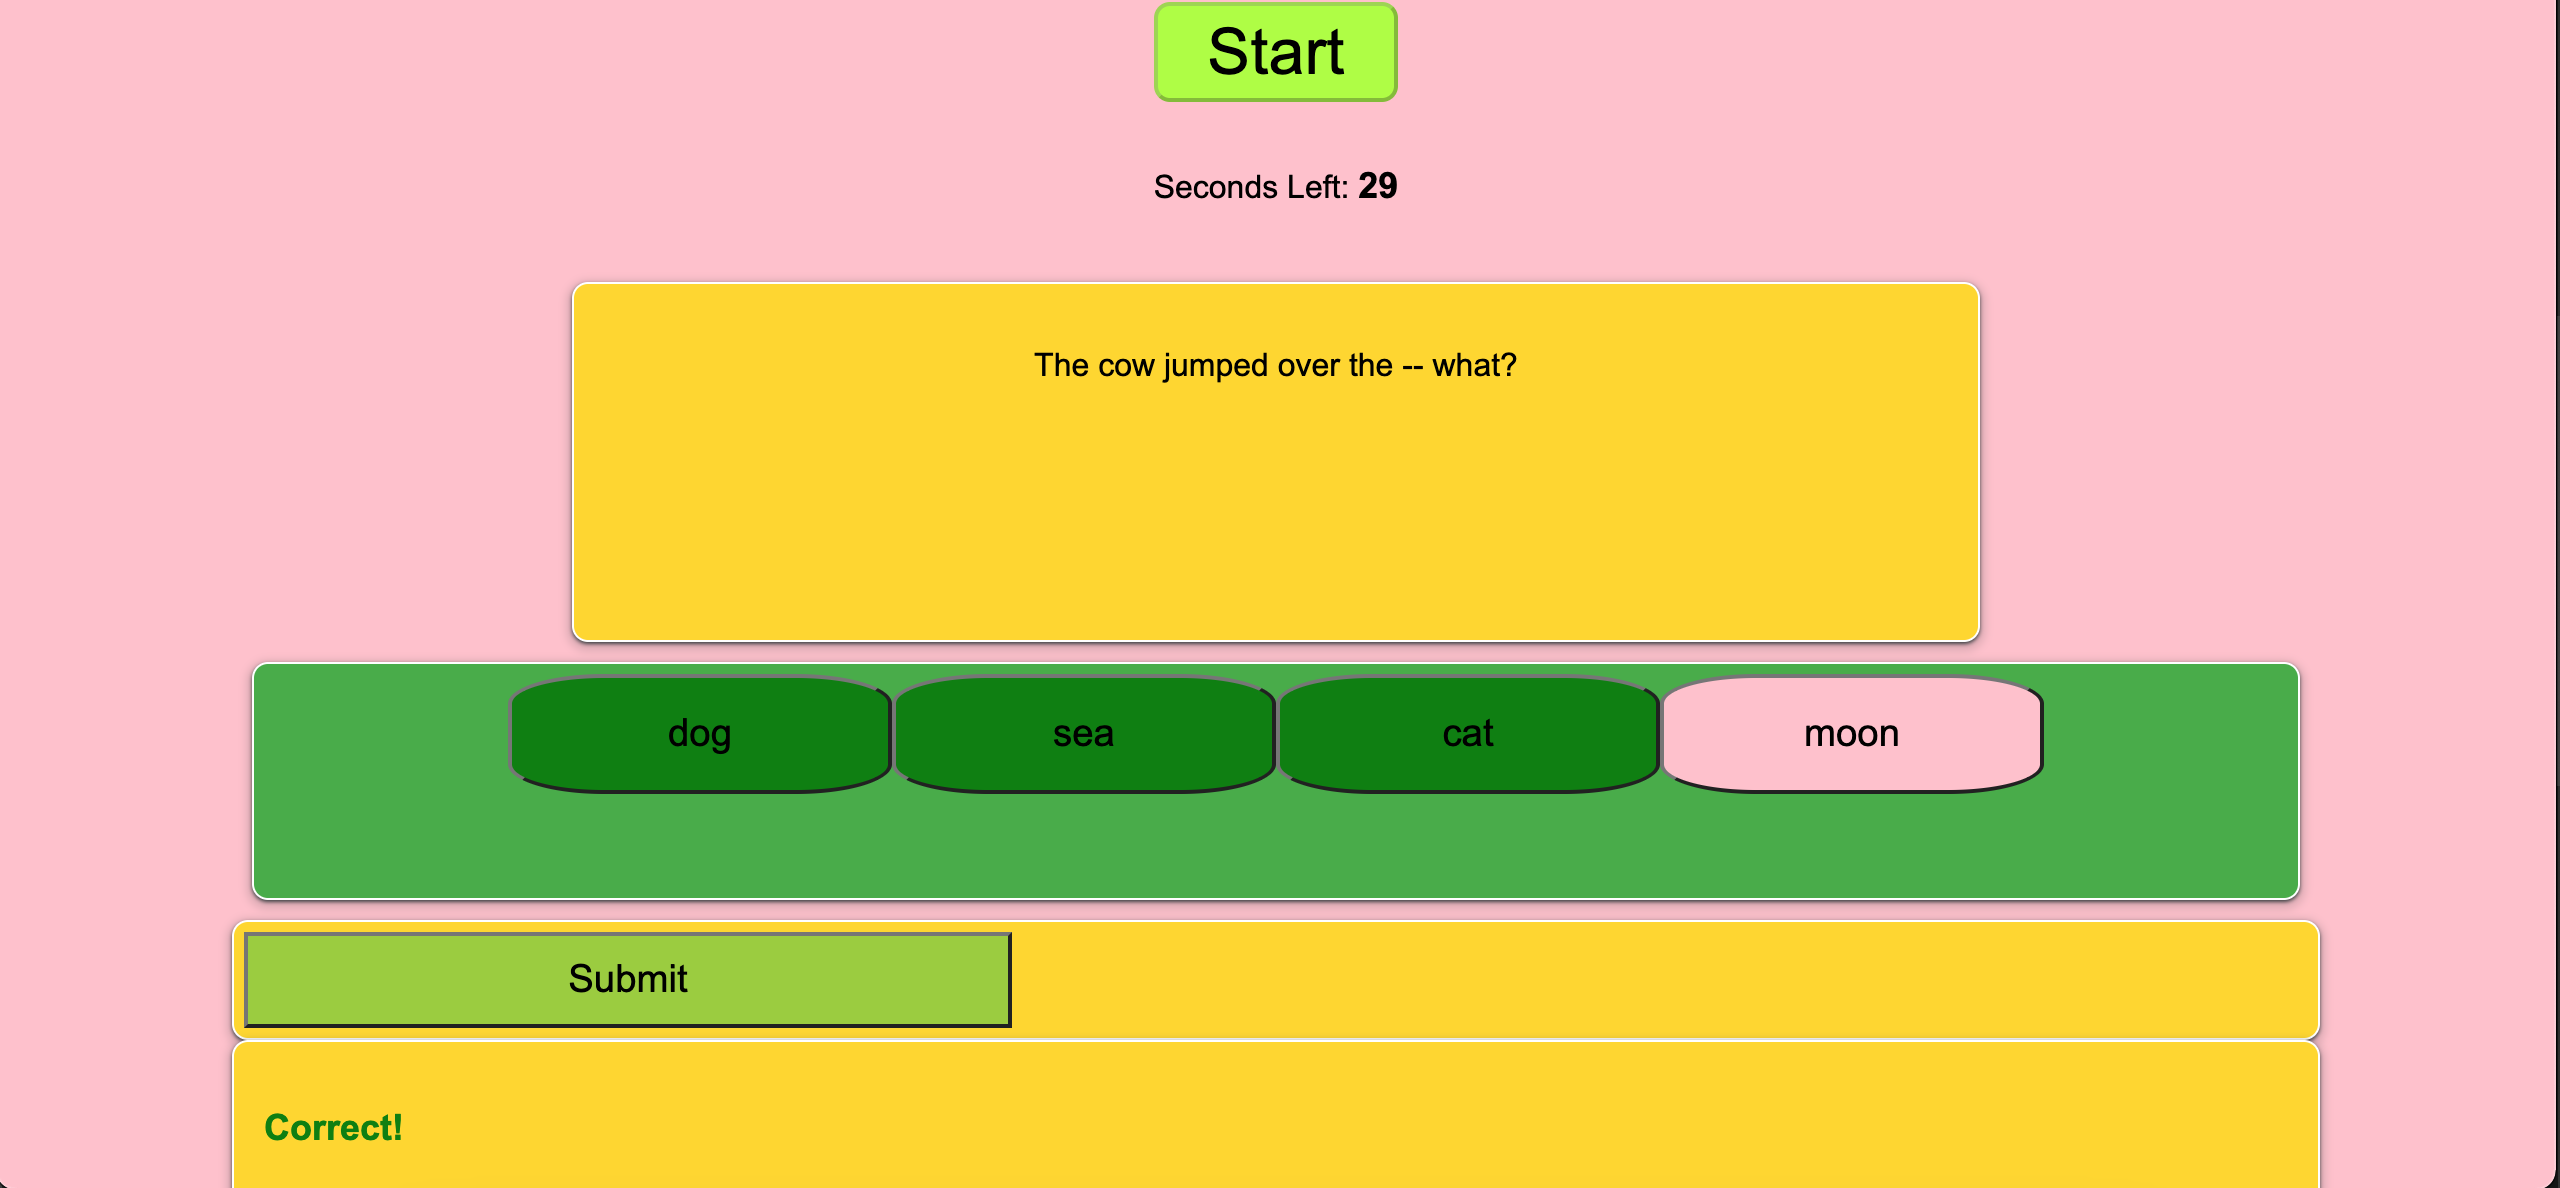 Start
Seconds Left: 29
The cow jumped over the -- what?
dog sea cat moon
Submit
Correct!